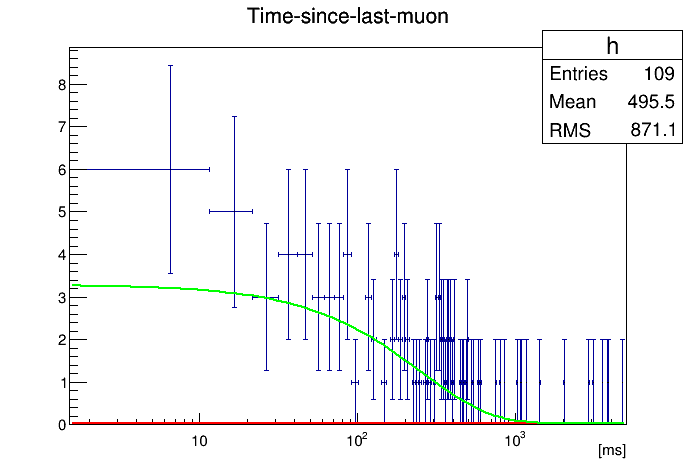 Time-since-last-muon
h
Entries 109
Mean 495.5
RMS 871.1
8
7
6
5
4
3
2
1
0
10 10² 10³
[ms]